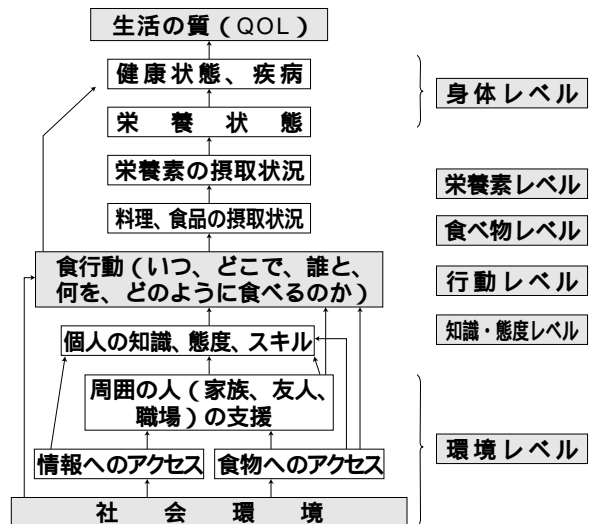 生活の質（QOL）
健康状態、疾病
身体レベル
栄養状態
栄養素の摂取状況
栄養素レベル
料理、食品の摂取状況
食べ物レベル
食行動（いつ、どこで、誰と、
何を、どのように食べるのか）
行動レベル
個人の知識、態度、スキル
知識・態度レベル
周囲の人（家族、友人、
職場）の支援
情報へのアクセス
食物へのアクセス
環境レベル
社会環境